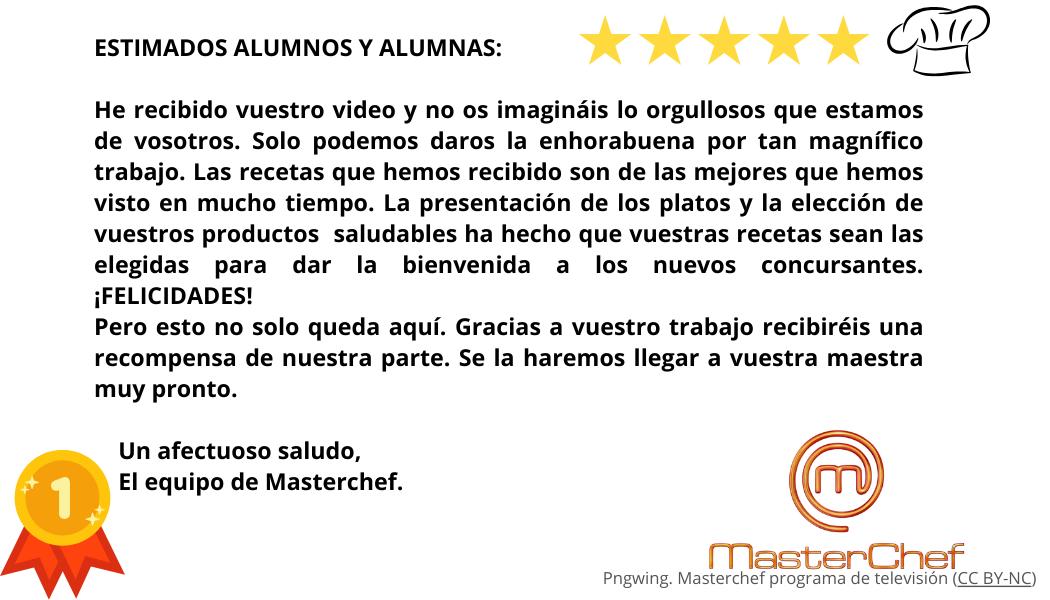 ESTIMADOS ALUMNOS Y ALUMNAS:
He recibido vuestro video y no os imagináis lo orgullosos que estamos
de vosotros. Solo podemos daros la enhorabuena por tan magnífico
trabajo. Las recetas que hemos recibido son de las mejores que hemos
visto en mucho tiempo. La presentación de los platos y la elección de
vuestros productos  saludables ha hecho que vuestras recetas sean las
elegidas para dar la bienvenida a los nuevos concursantes.
¡FELICIDADES!
Pero esto no solo queda aquí. Gracias a vuestro trabajo recibiréis una
recompensa de nuestra parte. Se la haremos llegar a vuestra maestra
muy pronto.
Un afectuoso saludo,
El equipo de Masterchef.
1
m
MasterChef
Pngwing. Masterchef programa de televisión (CC BY-NC)